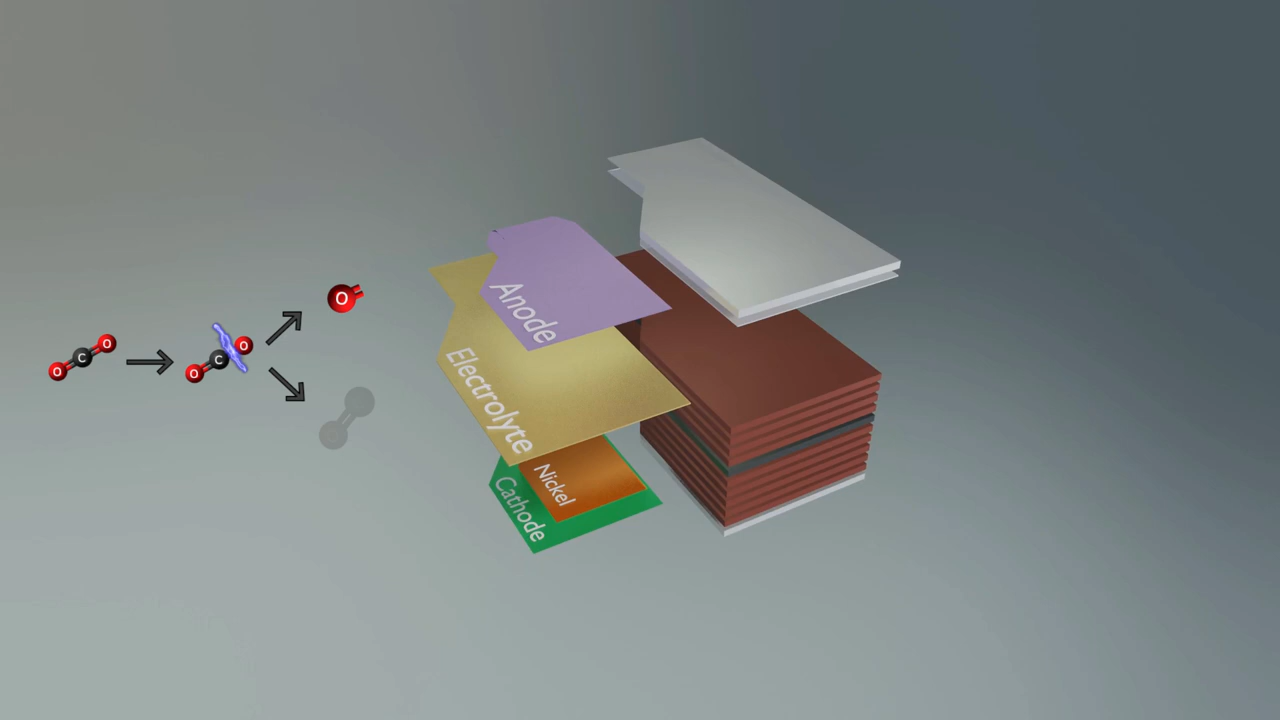 O C O
O C O
O
Anode
Electrolyte
Nickel
Cathode